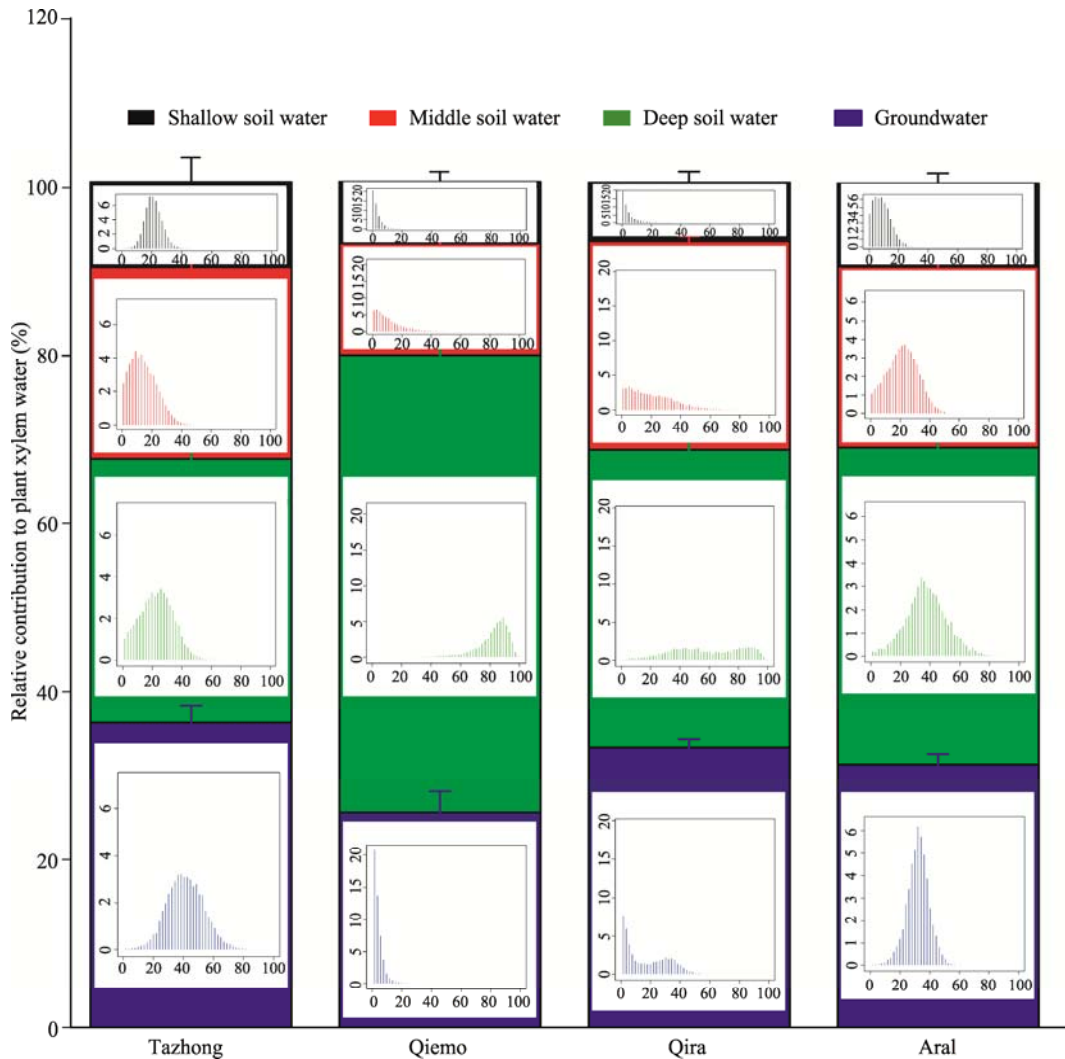 120
Shallow soil water Middle soil water Deep soil water Groundwater
100
80
60
40
20
0
Relative contribution to plant xylem water (%)
0 2 4 6
0 20 40 60 80 100
0 5 10 15 20
0 20 40 60 80 100
0 5 10 15 20
0 20 40 60 80 100
0 1 2 3 4 5 6
0 20 40 60 80 100
0 2 4 6
0 20 40 60 80 100
0 5 10 15 20
0 20 40 60 80 100
0 5 10 15 20
0 20 40 60 80 100
0 1 2 3 4 5 6
0 20 40 60 80 100
0 2 4 6
0 20 40 60 80 100
0 5 10 15 20
0 20 40 60 80 100
0 5 10 15 20
0 20 40 60 80 100
0 1 2 3 4 5 6
0 20 40 60 80 100
0 2 4 6
0 20 40 60 80 100
0 5 10 15 20
0 20 40 60 80 100
0 5 10 15 20
0 20 40 60 80 100
0 1 2 3 4 5 6
0 20 40 60 80 100
Tazhong Qiemo Qira Aral